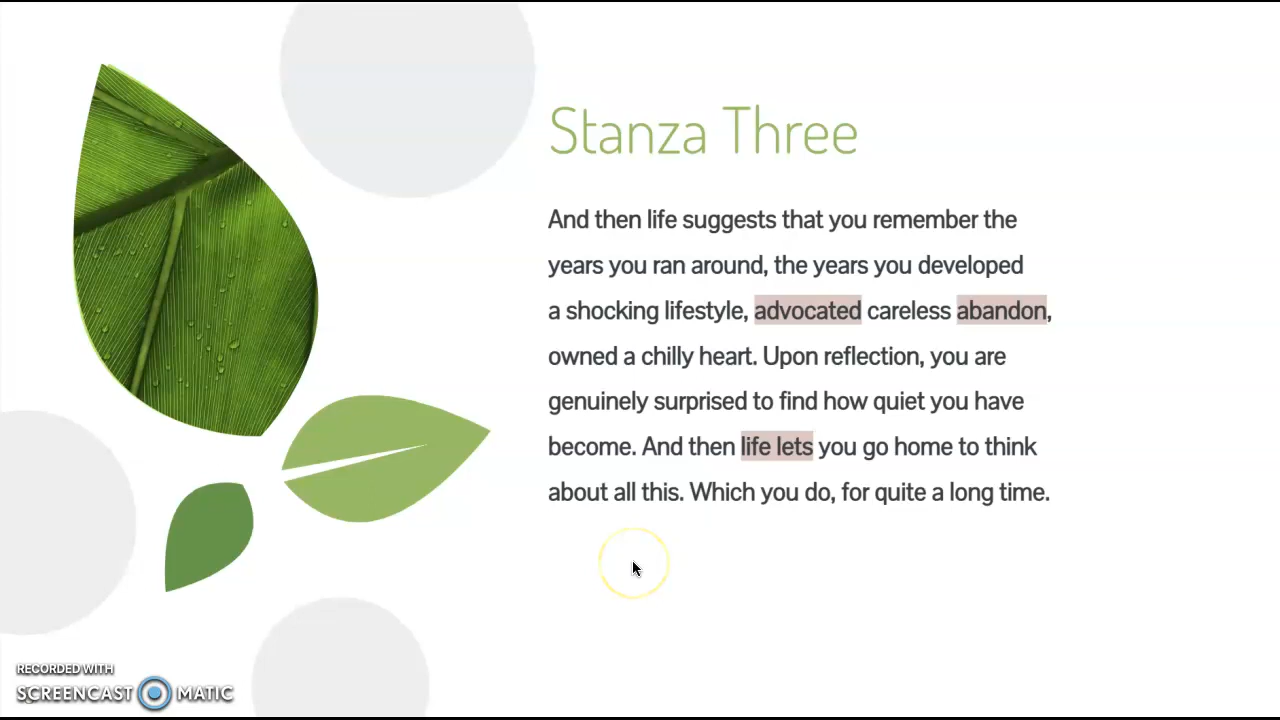 Stanza Three
And then life suggests that you remember the
years you ran around, the years you developed
a shocking lifestyle, advocated careless abandon,
owned a chilly heart. Upon reflection, you are
genuinely surprised to find how quiet you have
become. And then life lets you go home to think
about all this. Which you do, for quite a long time.
RECORDED WITH
SCREENCAST MATIC